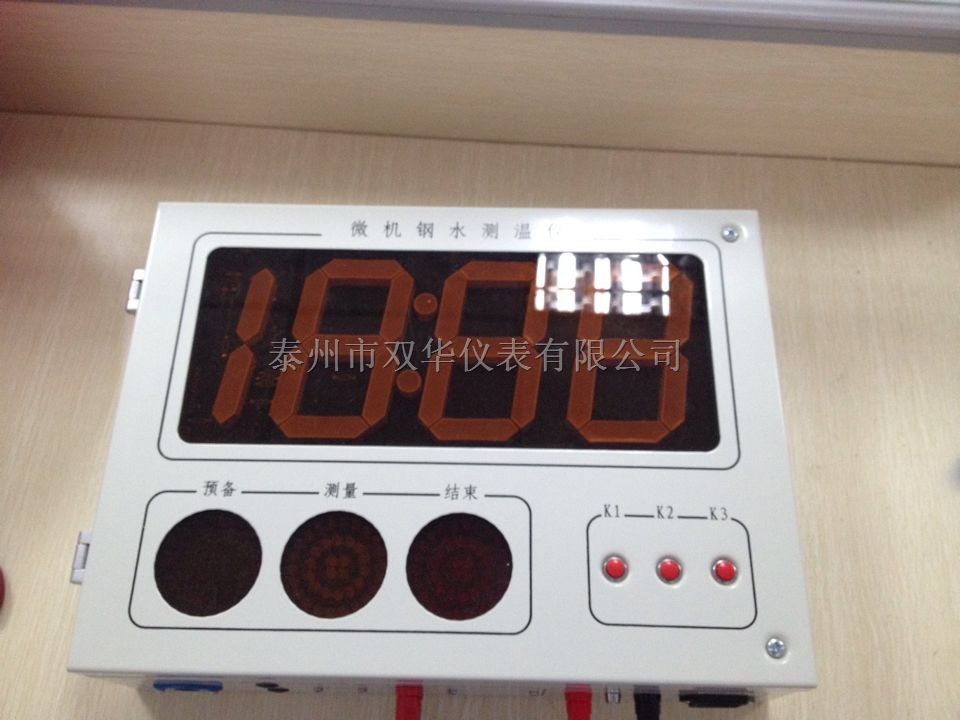 微机钢水测温仪
18:88
泰州市双华仪表有限公司
预备 测量 结束
K1 K2 K3